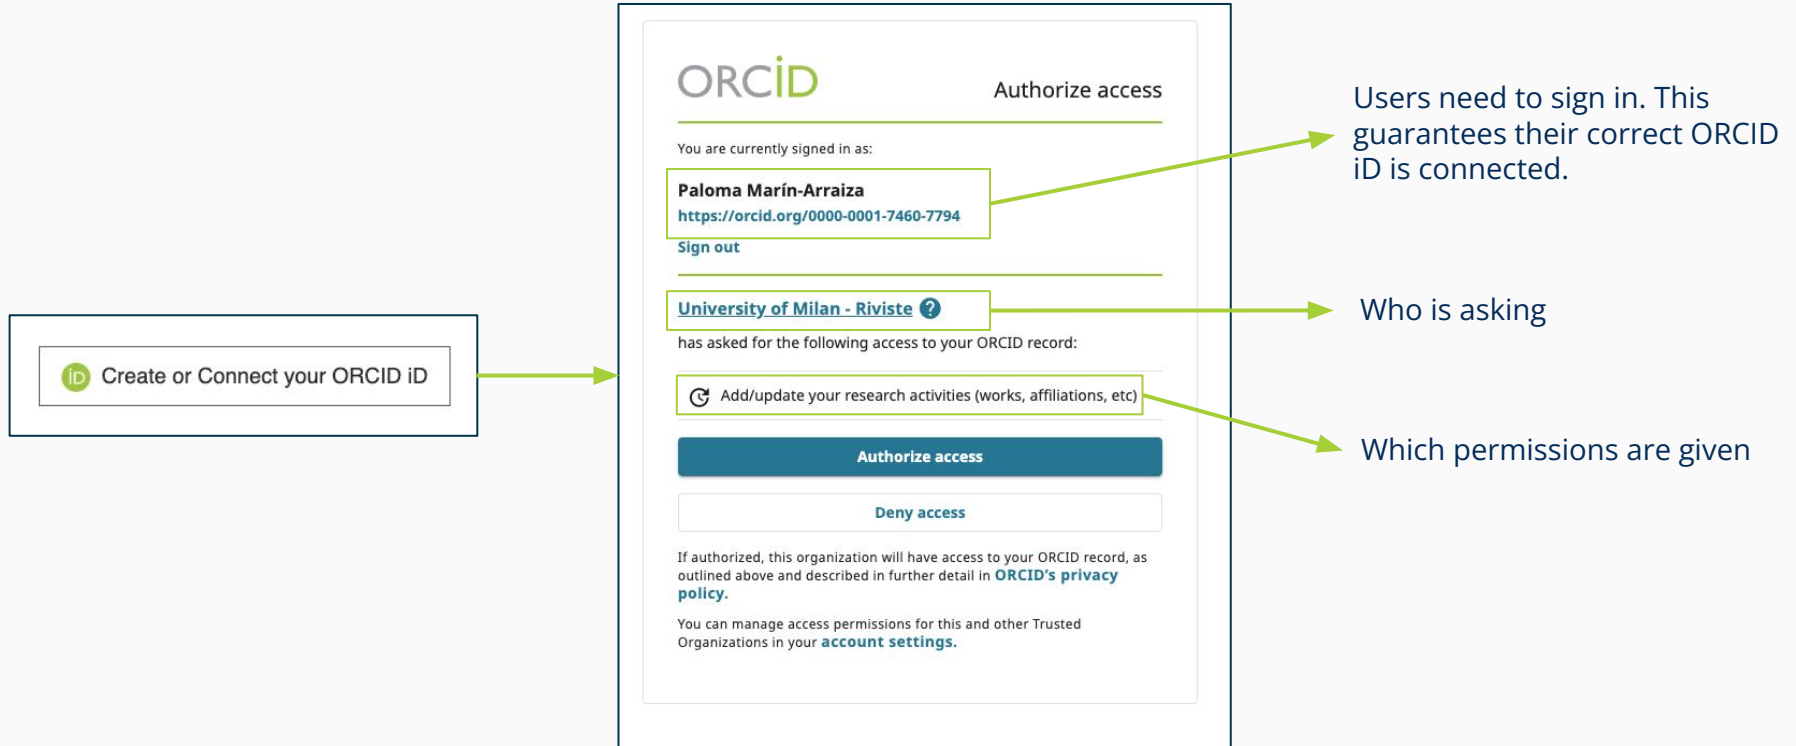 iD Create or Connect your ORCID iD
ORCID
Authorize access
You are currently signed in as:
Paloma Marín-Arraiza
https://orcid.org/0000-0001-7460-7794
Sign out
University of Milan - Riviste ?
has asked for the following access to your ORCID record:
Add/update your research activities (works, affiliations, etc)
Authorize access
Deny access
If authorized, this organization will have access to your ORCID record, as
outlined above and described in further detail in ORCID's privacy
policy.
You can manage access permissions for this and other Trusted
Organizations in your account settings.
Users need to sign in. This
guarantees their correct ORCID
iD is connected.
Who is asking
Which permissions are given